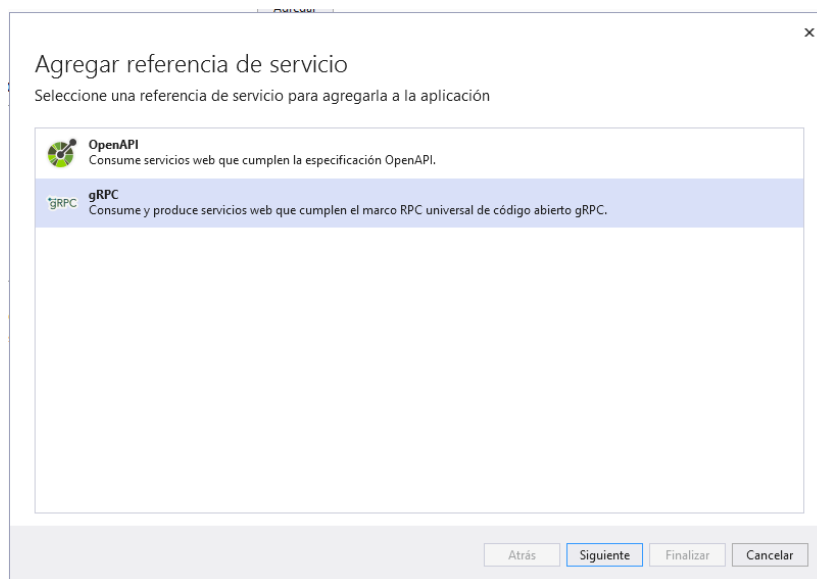 Agregar
×
Agregar referencia de servicio
Seleccione una referencia de servicio para agregarla a la aplicación
OpenAPI
Consume servicios web que cumplen la especificación OpenAPI.
gRPC
gRPC
Consume y produce servicios web que cumplen el marco RPC universal de código abierto gRPC.
Atrás
Siguiente
Finalizar
Cancelar